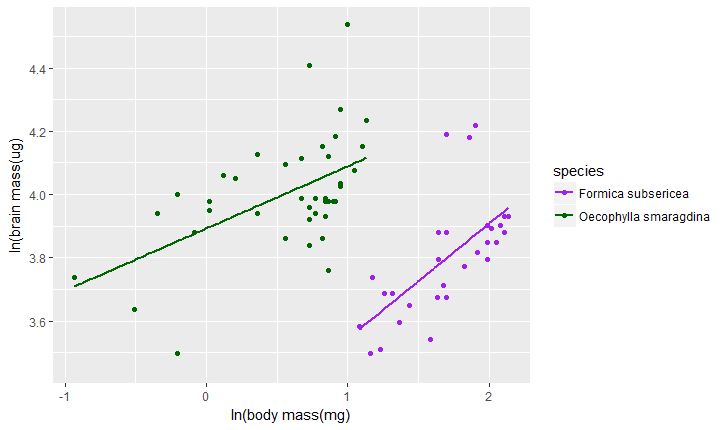 4.4
4.2
4.0
3.8
3.6
ln(brain mass(ug)
-1
0
1
2
ln(body mass(mg)
species
Formica subsericea
Oecophylla smaragdina